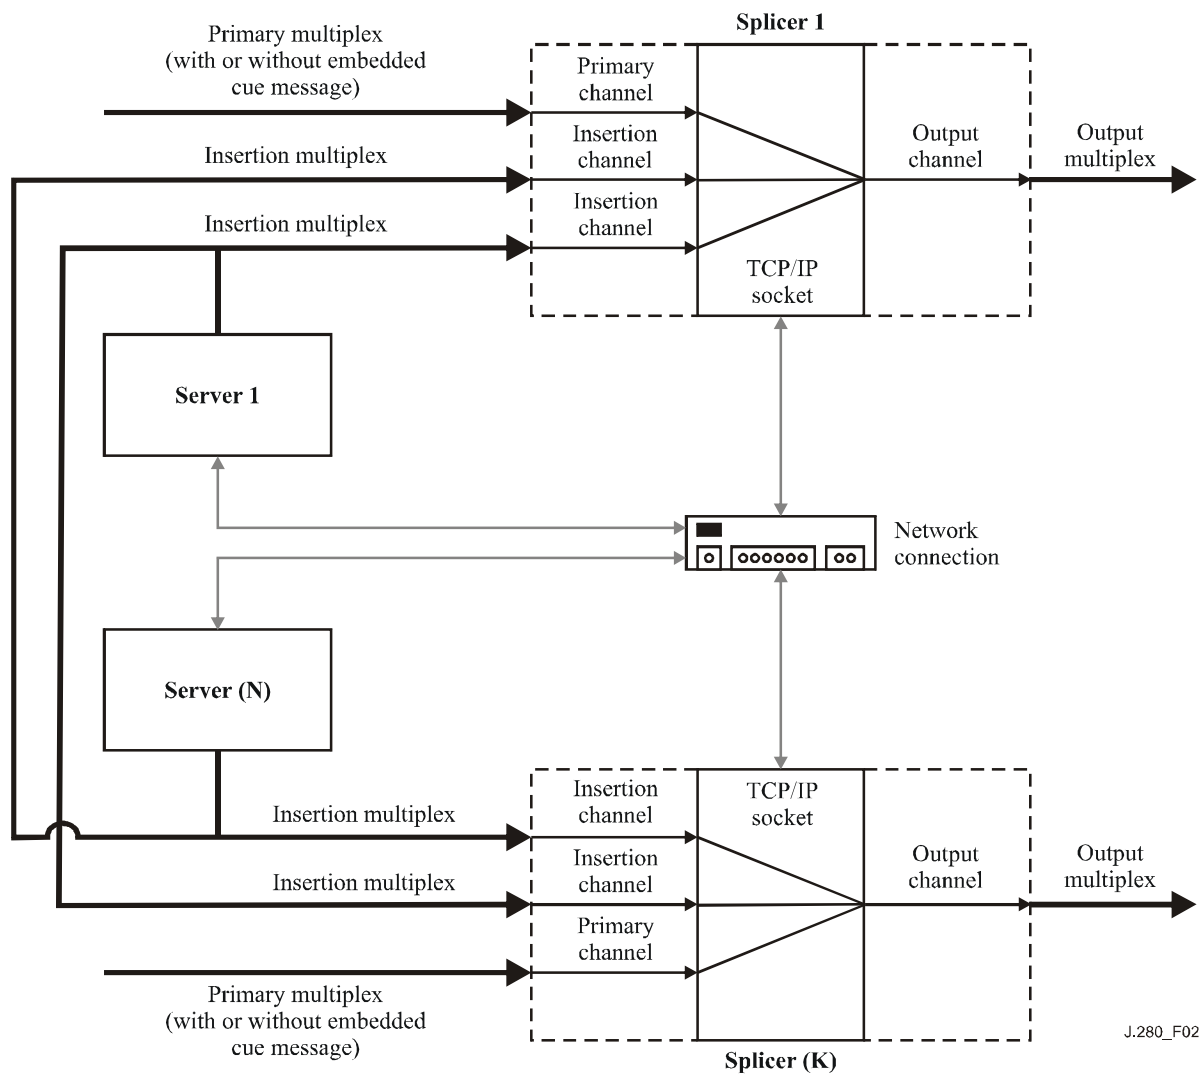 Splicer 1
Primary multiplex
(with or without embedded
cue message)
Primary
channel
Insertion multiplex
Insertion
channel
Output
channel
Output
multiplex
Insertion multiplex
Insertion
channel
TCP/IP
socket
Server 1
Network
connection
Server (N)
Insertion multiplex
Insertion
channel
TCP/IP
socket
Insertion multiplex
Insertion
channel
Output
channel
Output
multiplex
Primary
channel
Primary multiplex
(with or without embedded
cue message)
Splicer (K)
J.280_F02